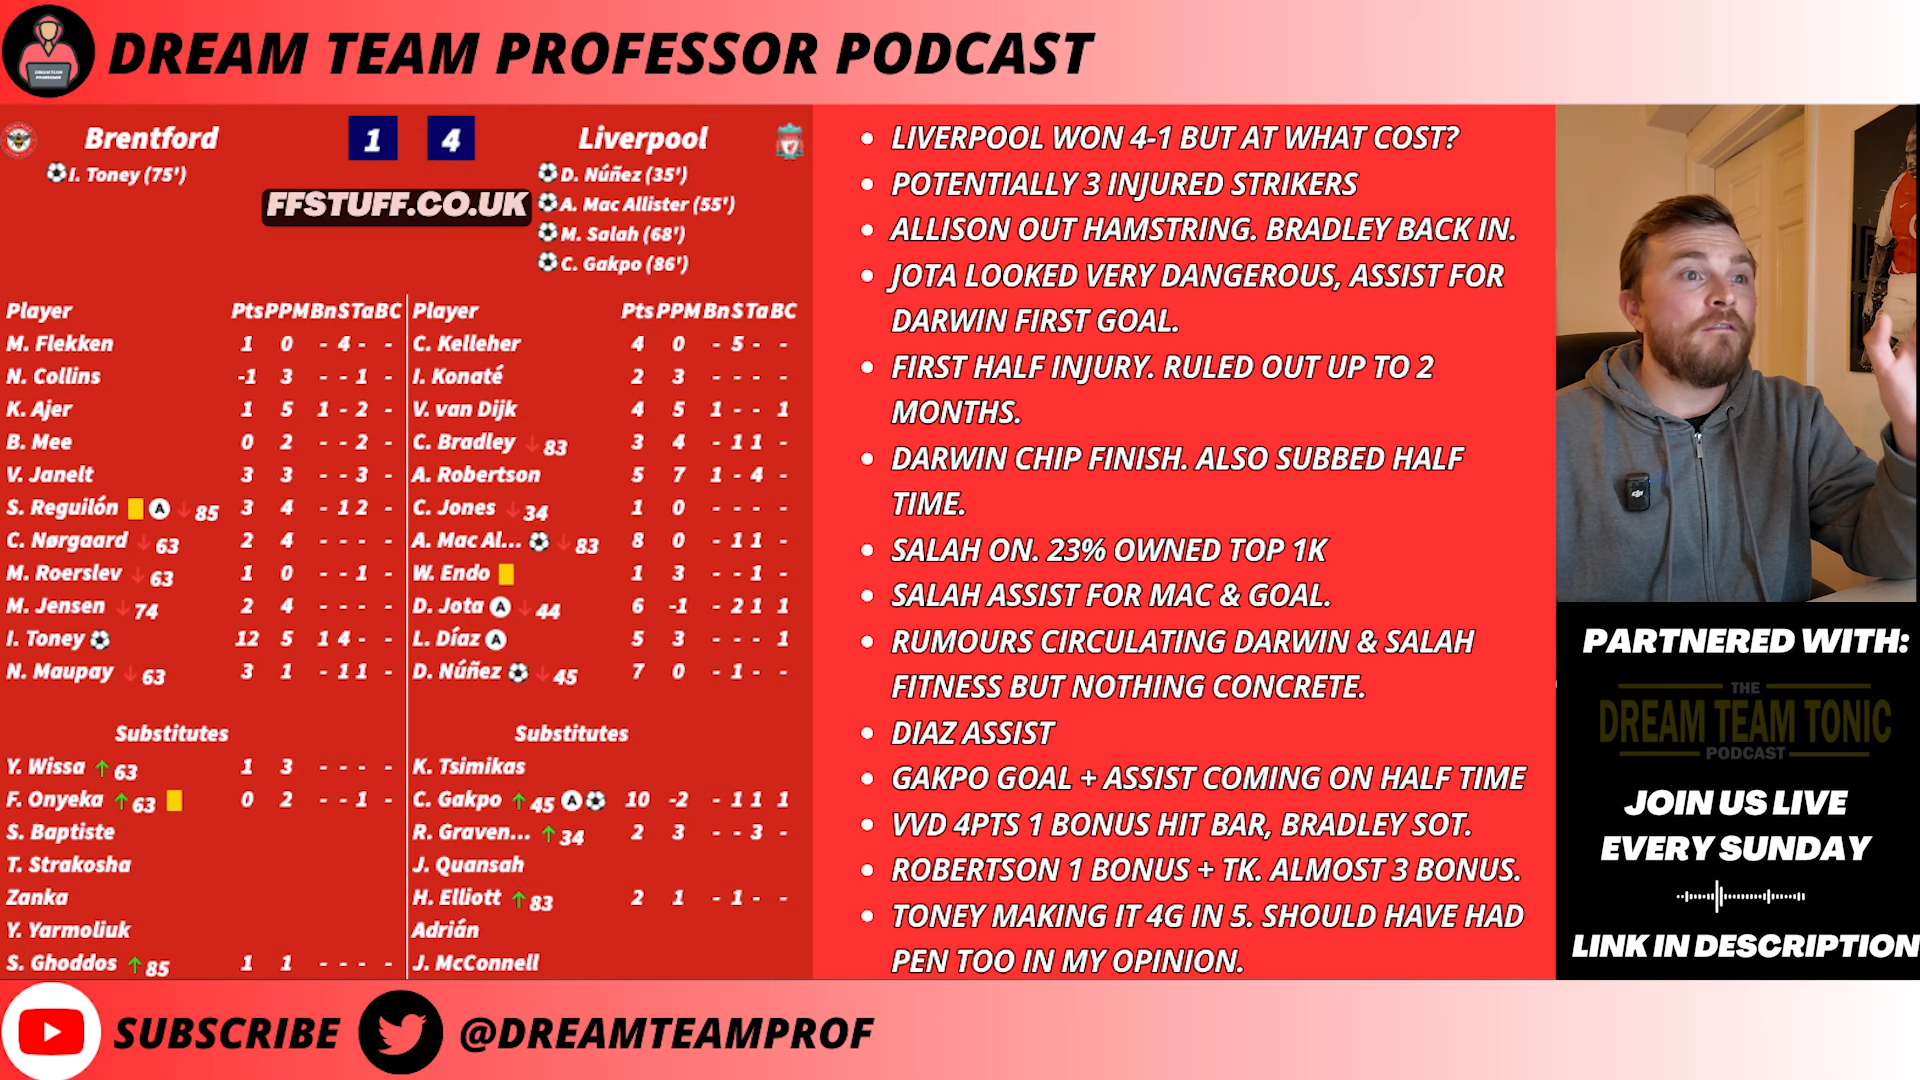 DREAM TEAM PROFESSOR PODCAST
Brentford 1 4 Liverpool
I. Toney (75')
D. Núñez (35')
FFSTUFF.CO.UK
A. Mac Allister (55')
M. Salah (68')
C. Gakpo (86')
Player Pts PPM Bn S Ta BC
M. Flekken 1 0 - 4 - -
N. Collins -1 3 - - 1 -
K. Ajer 1 5 1 - 2 -
B. Mee 0 2 - - 2 -
V. Janelt 3 3 - - 3 -
S. Reguilón A 85 3 4 - 1 2 -
C. Nørgaard 63 2 4 - - - -
M. Roerslev 63 1 0 - - 1 -
M. Jensen 74 2 4 - - - -
I. Toney 12 5 1 4 - -
N. Maupay 63 3 1 - 1 1 -
Substitutes
Y. Wissa 63 1 3 - - - -
F. Onyeka 63 0 2 - - 1 -
S. Baptiste
T. Strakosha
Zanka
Y. Yarmoliuk
S. Ghoddos 85 1 1 - - - -
Player Pts PPM Bn S Ta BC
C. Kelleher 4 0 - 5 - -
I. Konaté 2 3 - - - -
V. van Dijk 4 5 1 - - 1
C. Bradley 83 3 4 - 1 1 -
A. Robertson 5 7 1 - 4 -
C. Jones 34 1 0 - - - -
A. Mac Al... 83 8 0 - 1 1 -
W. Endo 1 3 - - 1 -
D. Jota A 44 6 -1 - 2 1 1
L. Díaz A 5 3 - - - 1
D. Núñez 45 7 0 - 1 - -
Substitutes
K. Tsimikas
C. Gakpo 45 A 10 -2 - 1 1 1
R. Graven... 34 2 3 - - 3 -
J. Quansah
H. Elliott 83 2 1 - 1 - -
Adrián
J. McConnell
• LIVERPOOL WON 4-1 BUT AT WHAT COST?
• POTENTIALLY 3 INJURED STRIKERS
• ALLISON OUT HAMSTRING. BRADLEY BACK IN.
• JOTA LOOKED VERY DANGEROUS, ASSIST FOR
DARWIN FIRST GOAL.
• FIRST HALF INJURY. RULED OUT UP TO 2
MONTHS.
• DARWIN CHIP FINISH. ALSO SUBBED HALF
TIME.
• SALAH ON. 23% OWNED TOP 1K
• SALAH ASSIST FOR MAC & GOAL.
• RUMOURS CIRCULATING DARWIN & SALAH
FITNESS BUT NOTHING CONCRETE.
• DIAZ ASSIST
• GAKPO GOAL + ASSIST COMING ON HALF TIME
• VVD 4PTS 1 BONUS HIT BAR, BRADLEY SOT.
• ROBERTSON 1 BONUS + TK. ALMOST 3 BONUS.
• TONEY MAKING IT 4G IN 5. SHOULD HAVE HAD
PEN TOO IN MY OPINION.
PARTNERED WITH:
THE
DREAM TEAM TONIC
PODCAST
JOIN US LIVE
EVERY SUNDAY
LINK IN DESCRIPTION
SUBSCRIBE
@DREAMTEAMPROF